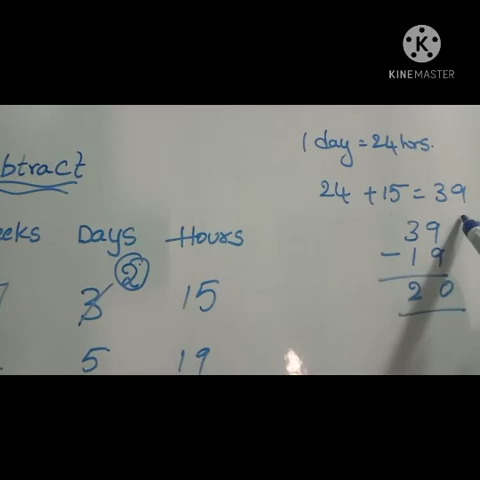 K
KINEMASTER
1 day = 24 hrs.
btract
24 + 15 = 39
eeks Days Hours
39
- 19
20
2
3 15
5 19